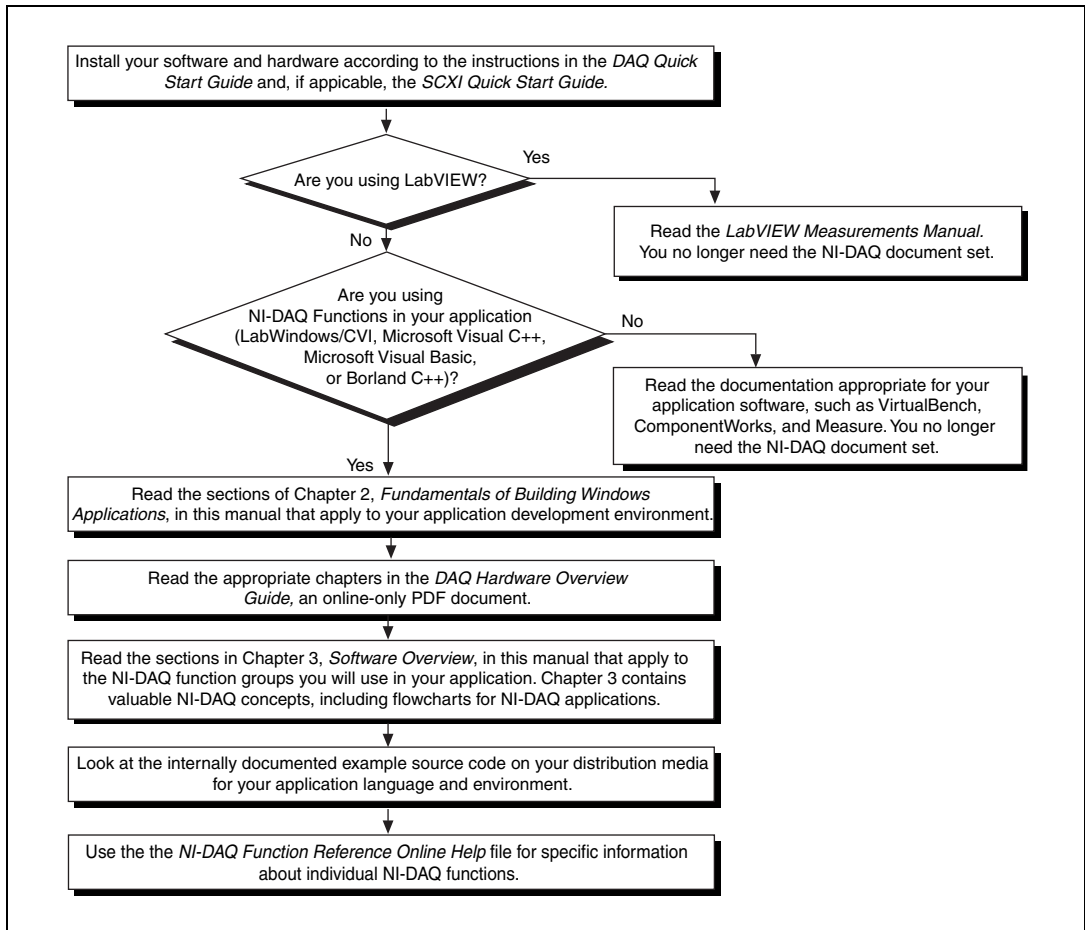 Install your software and hardware according to the instructions in the DAQ Quick
Start Guide and, if appicable, the SCXI Quick Start Guide.
Yes
Are you using LabVIEW?
Read the LabVIEW Measurements Manual.
You no longer need the NI-DAQ document set.
No
Are you using
NI-DAQ Functions in your application
(LabWindows/CVI, Microsoft Visual C++,
Microsoft Visual Basic,
or Borland C++)?
No
Read the documentation appropriate for your
application software, such as VirtualBench,
ComponentWorks, and Measure. You no longer
need the NI-DAQ document set.
Yes
Read the sections of Chapter 2, Fundamentals of Building Windows
Applications, in this manual that apply to your application development environment.
Read the appropriate chapters in the DAQ Hardware Overview
Guide, an online-only PDF document.
Read the sections in Chapter 3, Software Overview, in this manual that apply to
the NI-DAQ function groups you will use in your application. Chapter 3 contains
valuable NI-DAQ concepts, including flowcharts for NI-DAQ applications.
Look at the internally documented example source code on your distribution media
for your application language and environment.
Use the the NI-DAQ Function Reference Online Help file for specific information
about individual NI-DAQ functions.